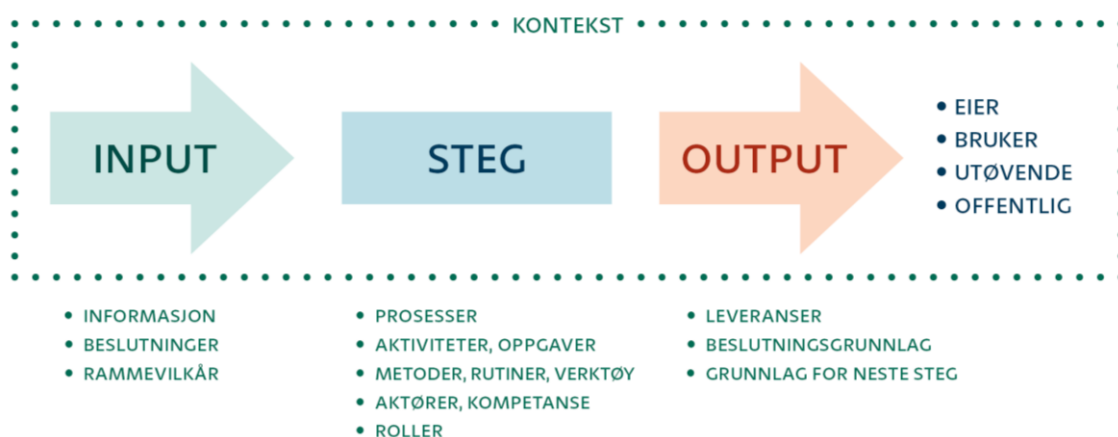 KONTEKST
INPUT
STEG
OUTPUT
• EIER
• BRUKER
• UTØVENDE
• OFFENTLIG
• INFORMASJON
• BESLUTNINGER
• RAMMEVILKÅR
• PROSESSER
• AKTIVITETER, OPPGAVER
• METODER, RUTINER, VERKTØY
• AKTØRER, KOMPETANSE
• ROLLER
• LEVERANSER
• BESLUTNINGSGRUNNLAG
• GRUNNLAG FOR NESTE STEG